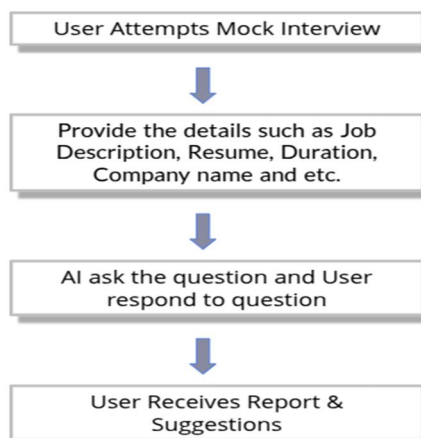 User Attempts Mock Interview
Provide the details such as Job
Description, Resume, Duration,
Company name and etc.
AI ask the question and User
respond to question
User Receives Report &
Suggestions